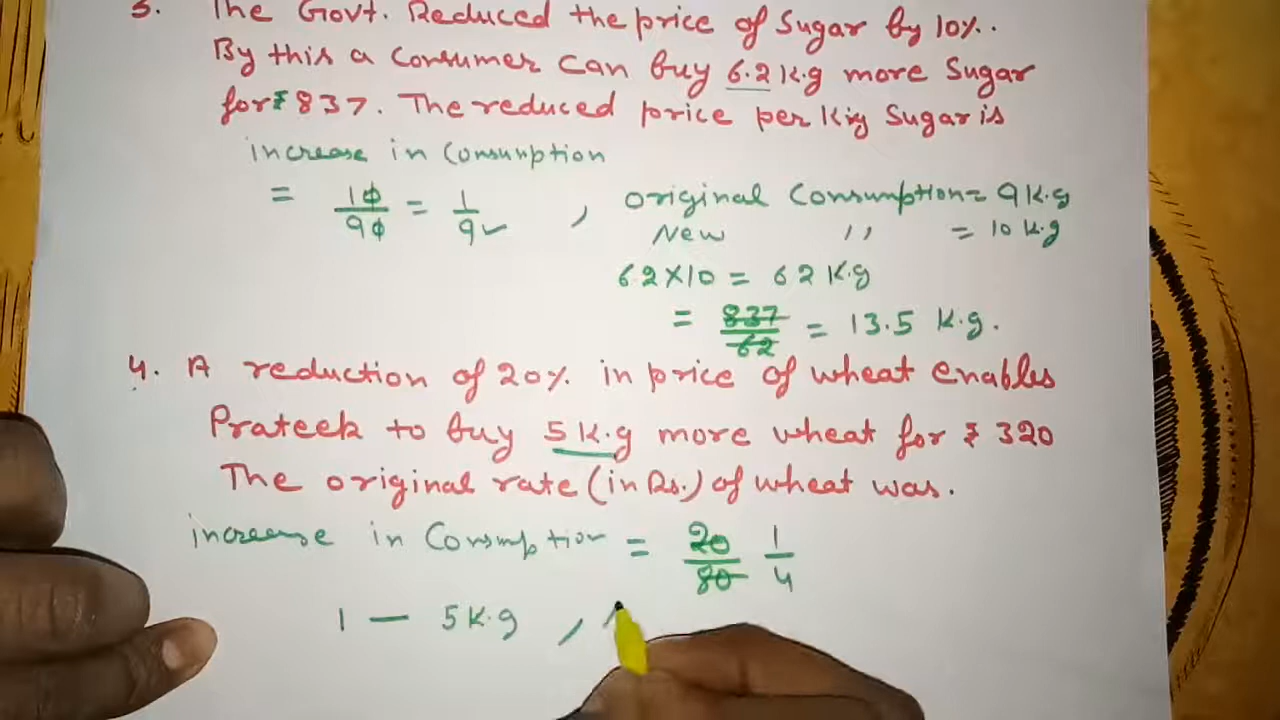 3. The Govt. Reduced the price of Sugar by 10%.
By this a Consumer can buy 6.2 K.g more Sugar
for ₹ 837. The reduced price per Kg Sugar is
increase in Consumption
= 10/90 = 1/9 , original Consumption = 9 K.g
New ,, = 10 K.g
6.2 × 10 = 62 K.g
= 837/62 = 13.5 K.g.
4. A reduction of 20% in price of wheat enables
Prateek to buy 5 K.g more wheat for ₹ 320
The original rate (in Rs.) of wheat was.
increase in Consmption = 20/80 1/4
1 — 5 K.g ,